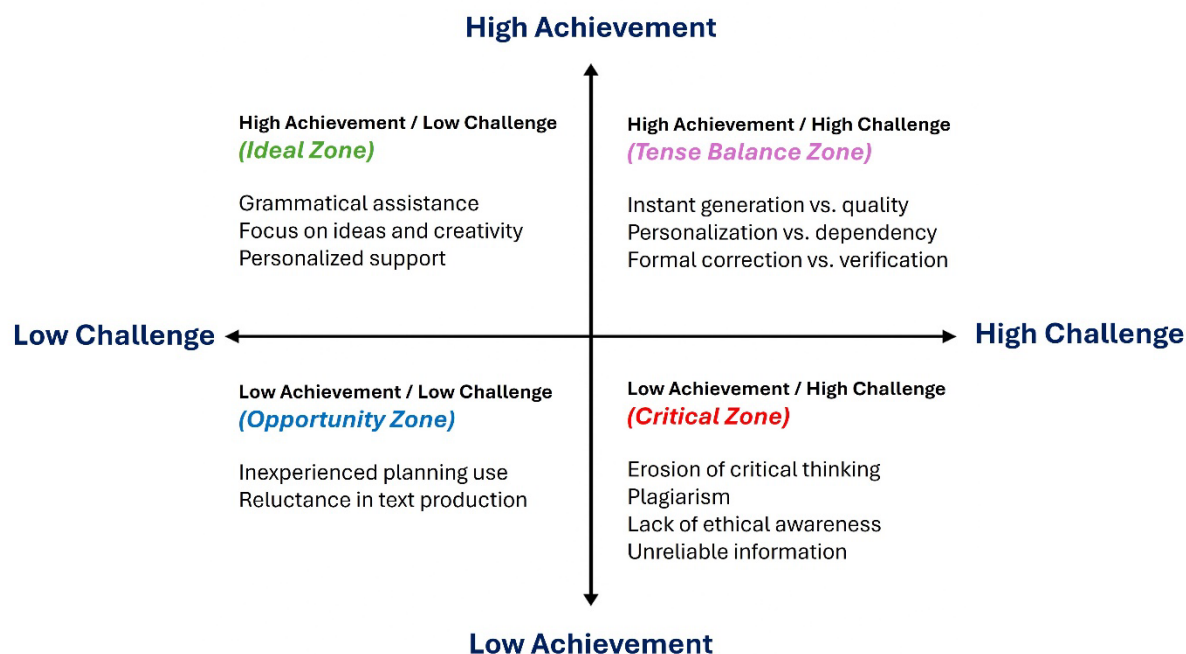 High Achievement
High Achievement / Low Challenge
(Ideal Zone)
Grammatical assistance
Focus on ideas and creativity
Personalized support
High Achievement / High Challenge
(Tense Balance Zone)
Instant generation vs. quality
Personalization vs. dependency
Formal correction vs. verification
Low Challenge
High Challenge
Low Achievement / Low Challenge
(Opportunity Zone)
Inexperienced planning use
Reluctance in text production
Low Achievement / High Challenge
(Critical Zone)
Erosion of critical thinking
Plagiarism
Lack of ethical awareness
Unreliable information
Low Achievement